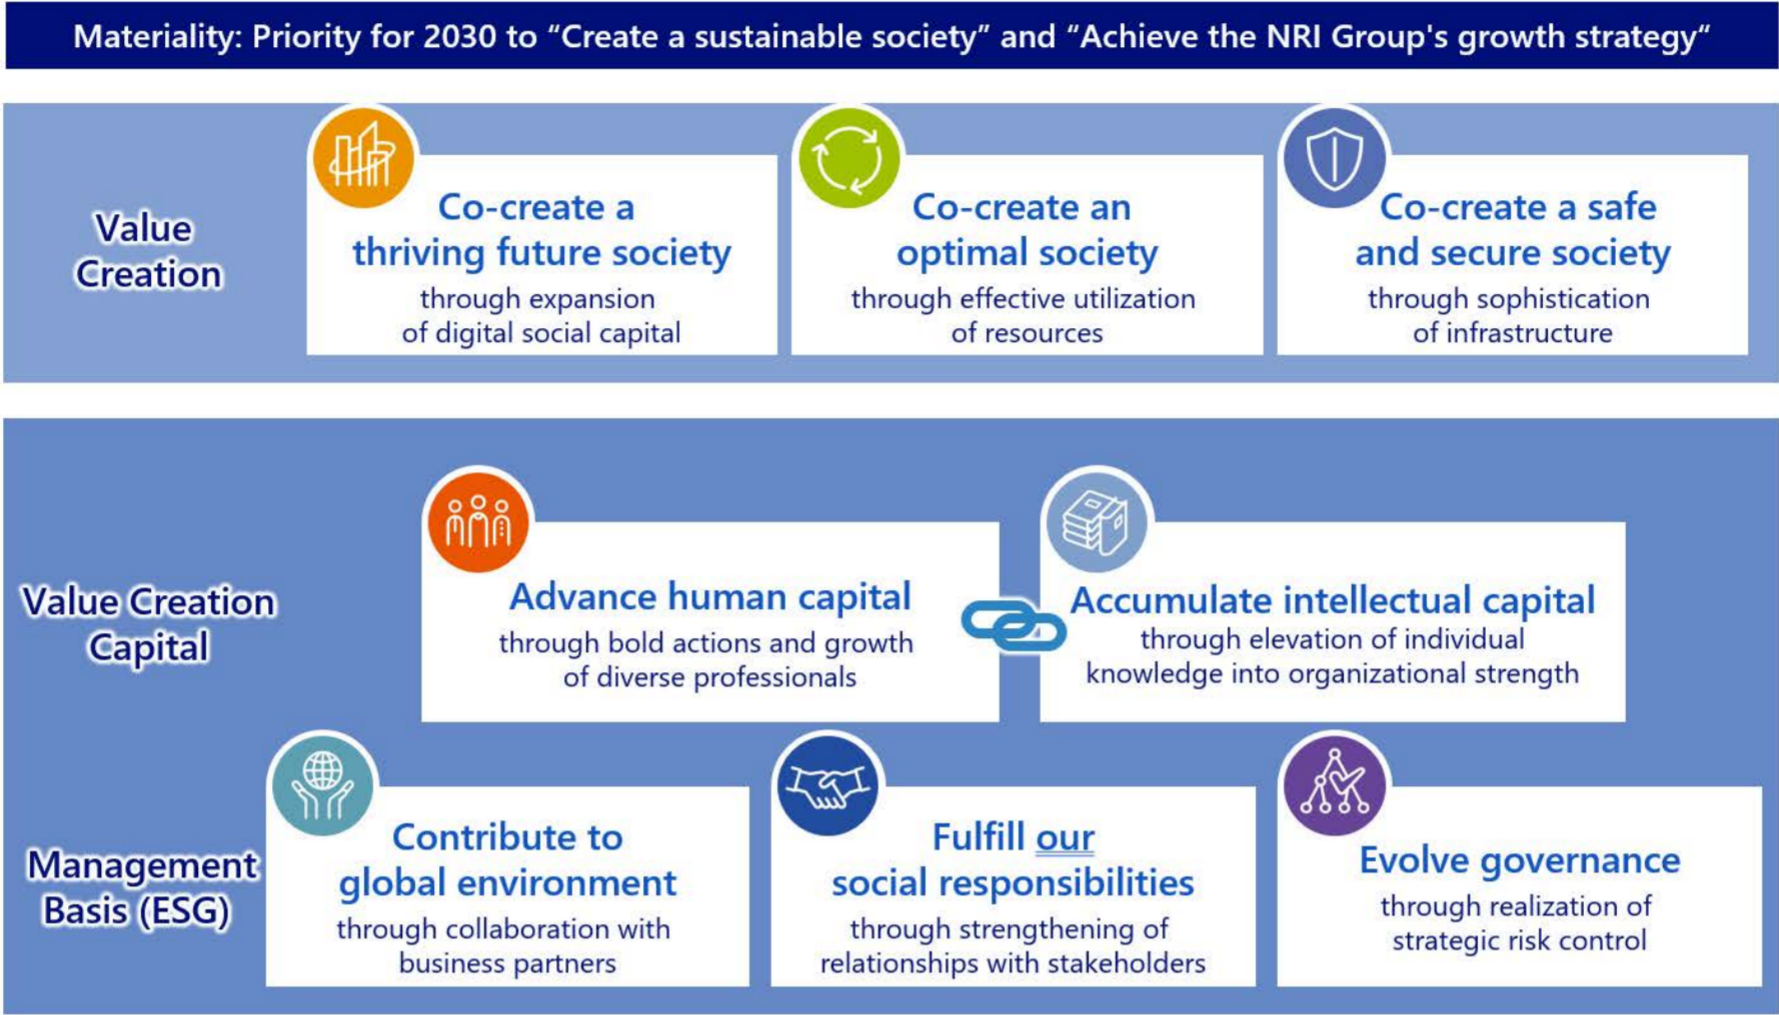 Materiality: Priority for 2030 to “Create a sustainable society” and “Achieve the NRI Group's growth strategy“
Value
Creation
Co-create a
thriving future society
through expansion
of digital social capital
Co-create an
optimal society
through effective utilization
of resources
Co-create a safe
and secure society
through sophistication
of infrastructure
Value Creation
Capital
Advance human capital
through bold actions and growth
of diverse professionals
Accumulate intellectual capital
through elevation of individual
knowledge into organizational strength
Management
Basis (ESG)
Contribute to
global environment
through collaboration with
business partners
Fulfill our
social responsibilities
through strengthening of
relationships with stakeholders
Evolve governance
through realization of
strategic risk control